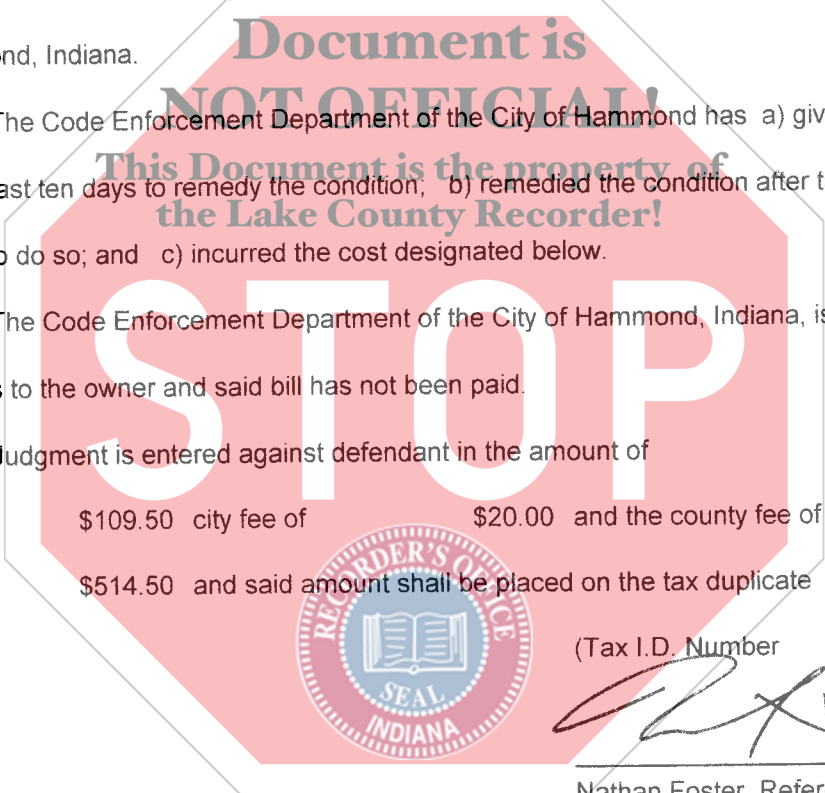 Document is
nd, Indiana.
NOT OFFICIAL!
The Code Enforcement Department of the City of Hammond has a) giv
This Document is the property of
ast ten days to remedy the condition; b) remedied the condition after t
the Lake County Recorder!
o do so; and c) incurred the cost designated below.
STOP
The Code Enforcement Department of the City of Hammond, Indiana, is
s to the owner and said bill has not been paid.
Judgment is entered against defendant in the amount of
$109.50 city fee of $20.00 and the county fee of
$514.50 and said amount shall be placed on the tax duplicate
RECORDER'S OFFICE
SEAL
INDIANA
(Tax I.D. Number
Nathan Foster, Refer